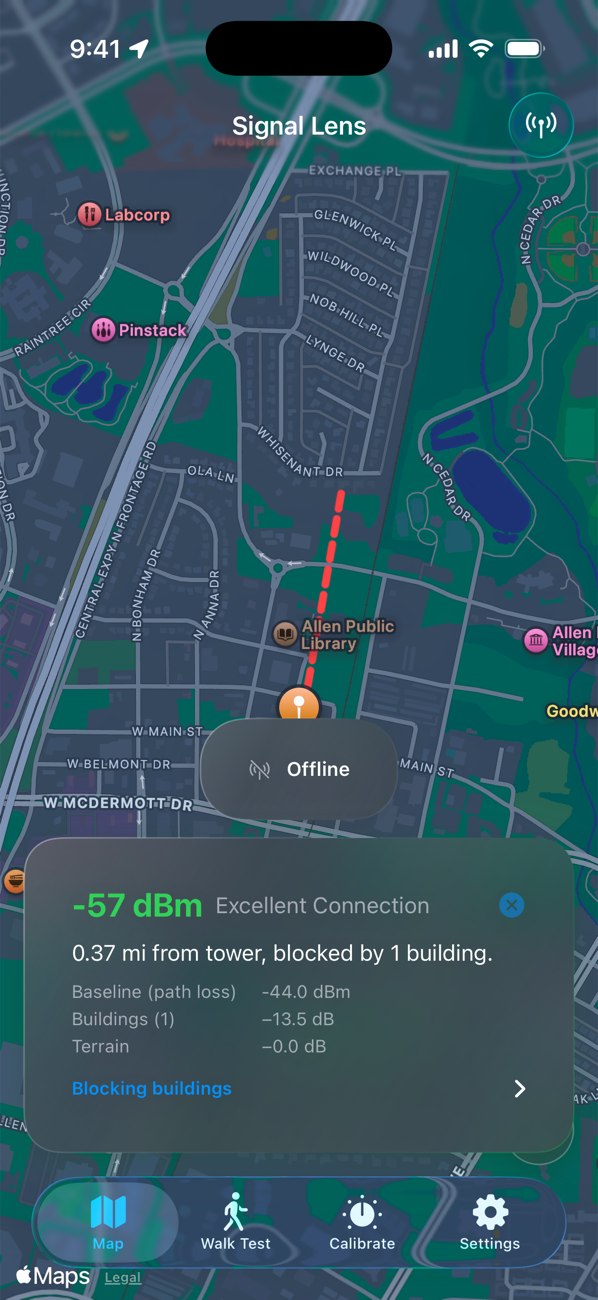 9:41
Signal Lens
Hospital
EXCHANGE PL
Labcorp
GLENWICK PL
N CEDAR DR
WILDWOOD PL
NOB HILL PL
Pinstack
RAINTREE CIR
LYNGE DR
WHISENANT DR
OLA LN
N CEDAR DR
CENTRAL EXPY N FRONTAGE RD
N BONHAM DR
N ANNA DR
Allen Public
Library
Allen
Village
Goodw
W MAIN ST
W BELMONT DR
MAIN ST
W MCDERMOTT DR
Offline
-57 dBm Excellent Connection
0.37 mi from tower, blocked by 1 building.
Baseline (path loss) -44.0 dBm
Buildings (1) −13.5 dB
Terrain −0.0 dB
Blocking buildings
Map
Walk Test
Calibrate
Settings
Maps Legal